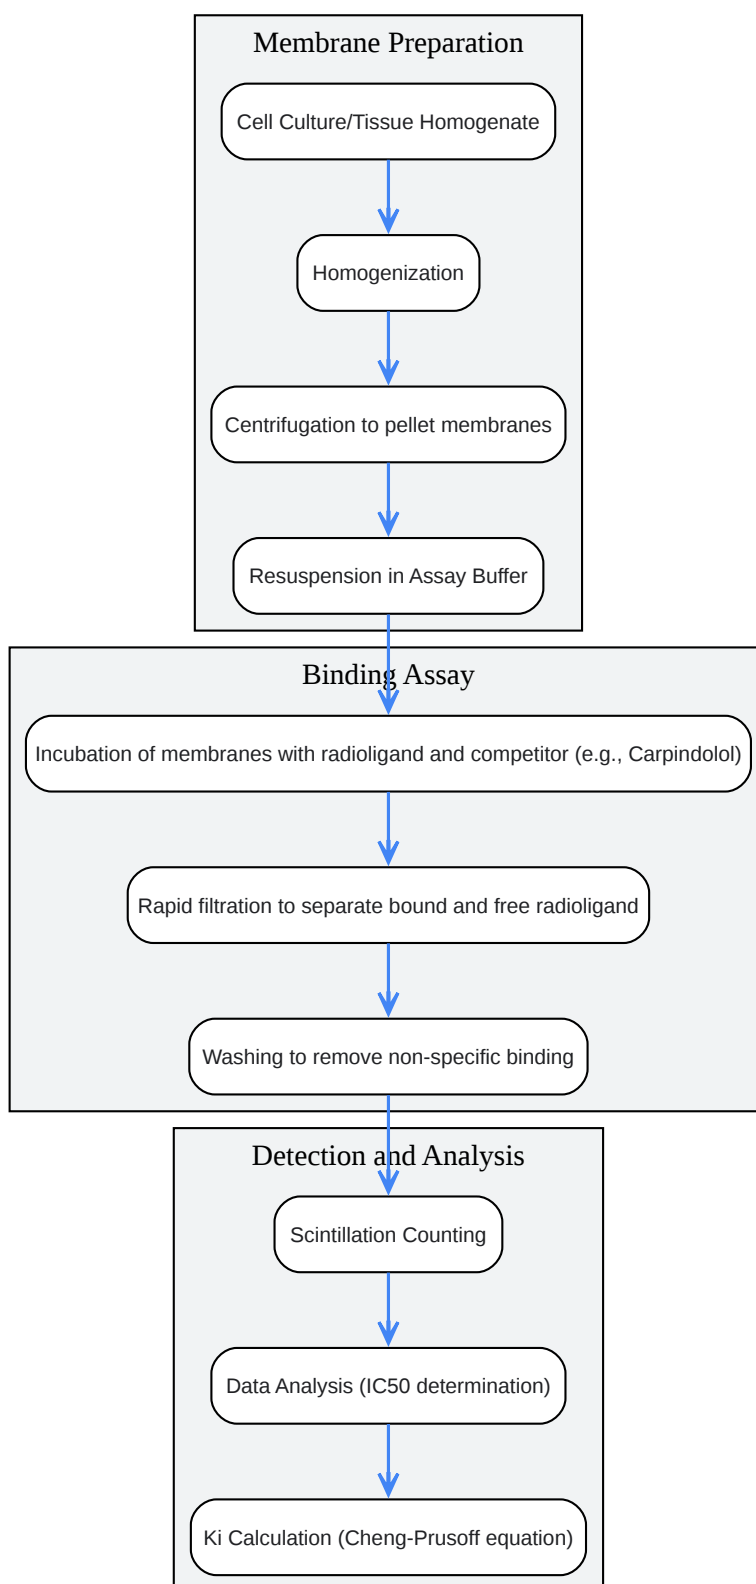 Membrane Preparation
Cell Culture/Tissue Homogenate
Homogenization
Centrifugation to pellet membranes
Resuspension in Assay Buffer
Binding Assay
Incubation of membranes with radioligand and competitor (e.g., Carpindolol)
Rapid filtration to separate bound and free radioligand
Washing to remove non-specific binding
Detection and Analysis
Scintillation Counting
Data Analysis (IC50 determination)
Ki Calculation (Cheng-Prusoff equation)